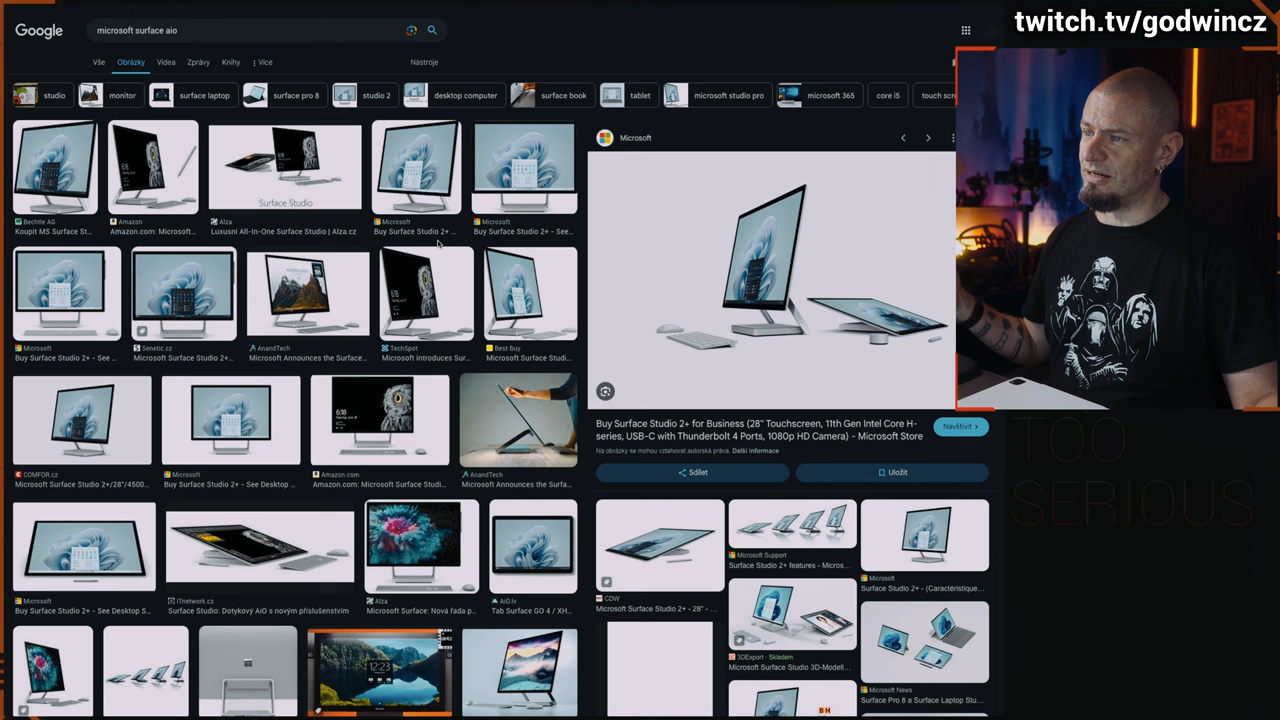 twitch.tv/godwincz
Google
microsoft surface aio
Vše
Obrázky
Videa
Zprávy
Knihy
Více
Nástroje
studio
monitor
surface laptop
surface pro 8
studio 2
desktop computer
surface book
tablet
microsoft studio pro
microsoft 365
core i5
touch scr
Microsoft
Bechtle AG
Koupit MS Surface St...
Amazon
Amazon.com: Microsoft...
Surface Studio
Alza
Luxusní All-In-One Surface Studio | Alza.cz
Microsoft
Buy Surface Studio 2+ ...
Microsoft
Buy Surface Studio 2+ - See...
Microsoft
Buy Surface Studio 2+ - See ...
Senetic.cz
Microsoft Surface Studio 2+...
AnandTech
Microsoft Announces the Surface...
TechSpot
Microsoft introduces Sur...
Best Buy
Microsoft Surface Studi...
Buy Surface Studio 2+ for Business (28" Touchscreen, 11th Gen Intel Core H-
series, USB-C with Thunderbolt 4 Ports, 1080p HD Camera) - Microsoft Store
Navštívit
Na obrázky se mohou vztahovat autorská práva. Další informace
Sdílet
Uložit
6:18
COMFOR.cz
Microsoft Surface Studio 2+/28"/4500...
Microsoft
Buy Surface Studio 2+ - See Desktop ...
Amazon.com
Amazon.com: Microsoft Surface Studi...
AnandTech
Microsoft Announces the Surfa...
Microsoft
Buy Surface Studio 2+ - See Desktop S...
ITnetwork.cz
Surface Studio: Dotykový AiO s novým příslušenstvím
Alza
Microsoft Surface: Nová řada p...
AiO.lv
Tab Surface GO 4 / XH...
CDW
Microsoft Surface Studio 2+ - 28" - ...
Microsoft Support
Surface Studio 2+ features - Micros...
Microsoft
Surface Studio 2+ - (Caractéristique...
3DExport · Skladem
Microsoft Surface Studio 3D-Modell...
Microsoft News
Surface Pro 8 a Surface Laptop Stu...
12:23
BH
TOO
SERIOUS